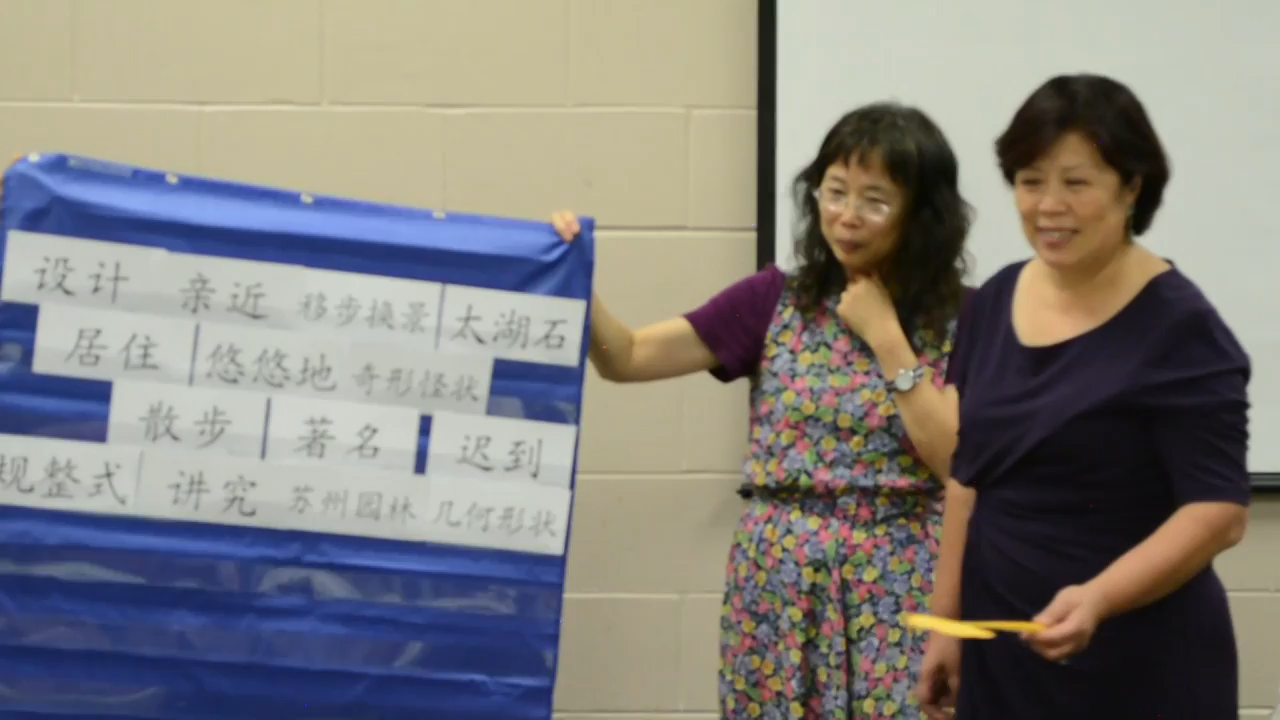 设计 亲近 移步换景 太湖石
居住 悠悠地 奇形怪状
散步 著名 迟到
规整式 讲究 苏州园林 几何形状